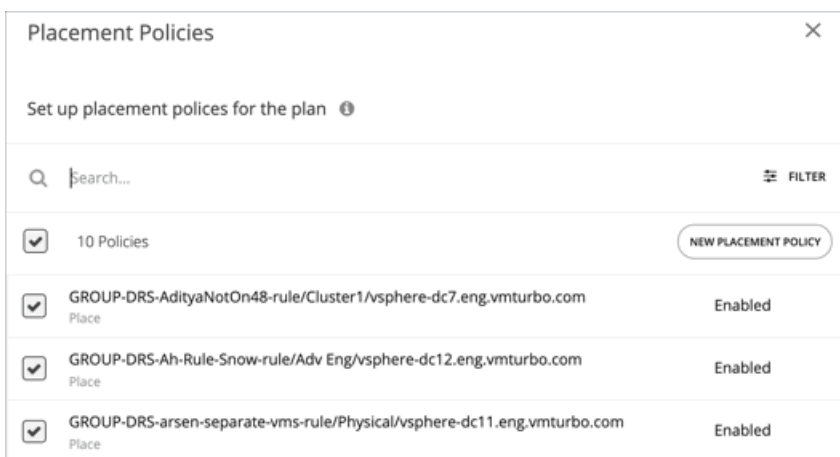 Placement Policies
Set up placement polices for the plan
Search...
FILTER
10 Policies
NEW PLACEMENT POLICY
GROUP-DRS-AdityaNotOn48-rule/Cluster1/vsphere-dc7.eng.vmturbo.com
Place
Enabled
GROUP-DRS-Ah-Rule-Snow-rule/Adv Eng/vsphere-dc12.eng.vmturbo.com
Place
Enabled
GROUP-DRS-arsen-separate-vms-rule/Physical/vsphere-dc11.eng.vmturbo.com
Place
Enabled